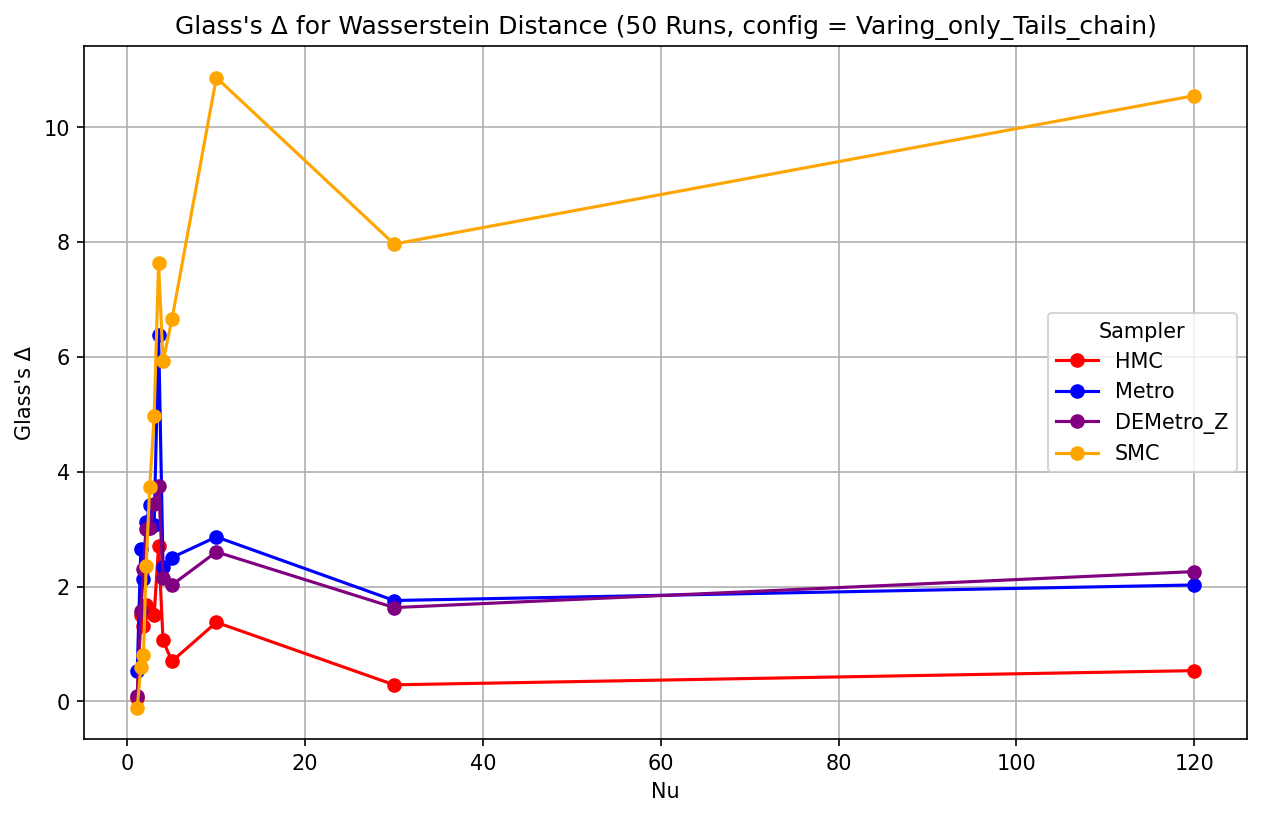 Glass's Δ for Wasserstein Distance (50 Runs, config = Varing_only_Tails_chain)
Glass's Δ
10
8
6
4
2
0
Sampler
HMC
Metro
DEMetro_Z
SMC
0 20 40 60 80 100 120
Nu